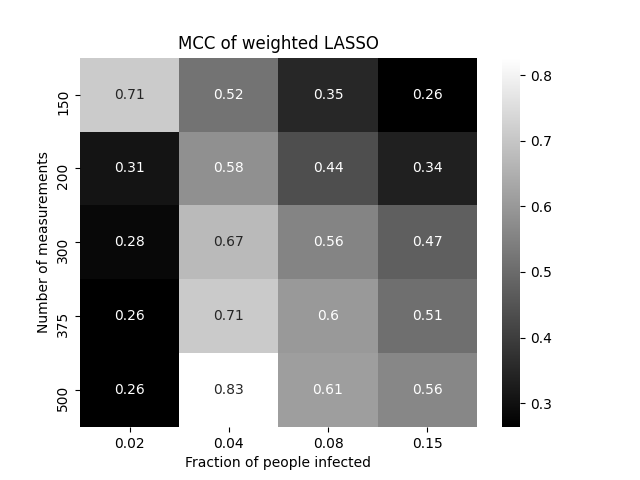 MCC of weighted LASSO
Number of measurements
150 0.71 0.52 0.35 0.26
200 0.31 0.58 0.44 0.34
300 0.28 0.67 0.56 0.47
375 0.26 0.71 0.6 0.51
500 0.26 0.83 0.61 0.56
0.02 0.04 0.08 0.15
Fraction of people infected
0.8
0.7
0.6
0.5
0.4
0.3